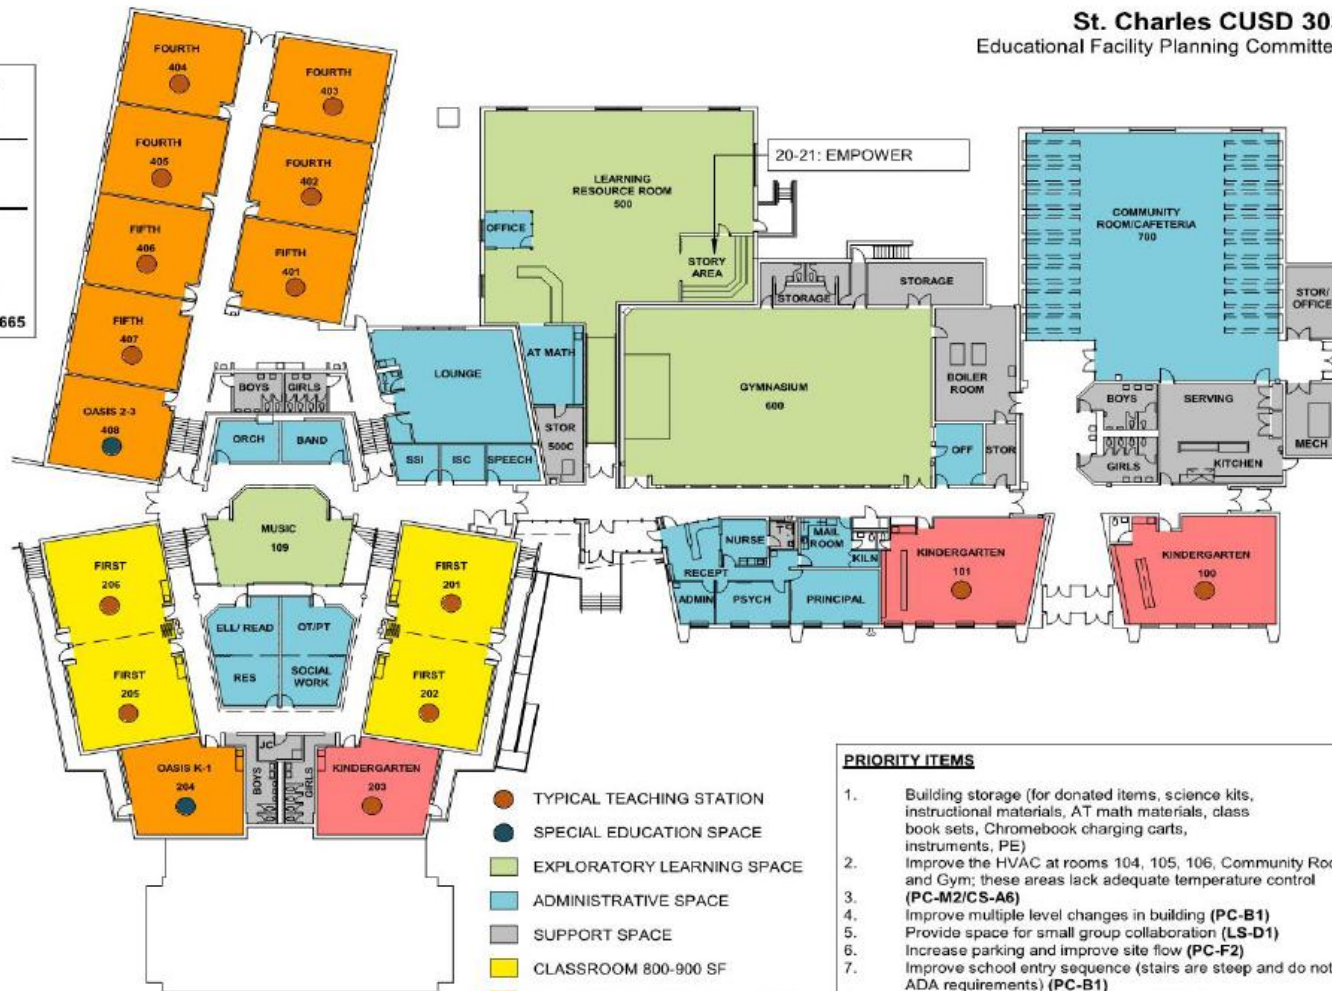 St. Charles CUSD 30
Educational Facility Planning Committe
665
FOURTH
404
FOURTH
403
FOURTH
405
FOURTH
402
FIFTH
406
FIFTH
401
FIFTH
407
OASIS 2-3
408
BOYS
GIRLS
ORCH
BAND
LOUNGE
SSI
ISC
SPEECH
LEARNING
RESOURCE ROOM
500
OFFICE
STORY
AREA
20-21: EMPOWER
AT MATH
STOR
500C
STORAGE
STORAGE
GYMNASIUM
600
BOILER
ROOM
OFF
STOR
COMMUNITY
ROOM/CAFETERIA
700
STOR/
OFFICE
BOYS
GIRLS
SERVING
KITCHEN
MECH
MUSIC
109
FIRST
206
FIRST
201
FIRST
205
FIRST
202
ELL/ READ
OT/PT
RES
SOCIAL
WORK
JC
BOYS
GIRLS
OASIS K-1
204
KINDERGARTEN
203
RECEPT
NURSE
T
MAIL
ROOM
KILN
ADMIN
PSYCH
PRINCIPAL
KINDERGARTEN
101
KINDERGARTEN
100
TYPICAL TEACHING STATION
SPECIAL EDUCATION SPACE
EXPLORATORY LEARNING SPACE
ADMINISTRATIVE SPACE
SUPPORT SPACE
CLASSROOM 800-900 SF
PRIORITY ITEMS
1. Building storage (for donated items, science kits,
instructional materials, AT math materials, class
book sets, Chromebook charging carts,
instruments, PE)
2. Improve the HVAC at rooms 104, 105, 106, Community Roo
and Gym; these areas lack adequate temperature control
3. (PC-M2/CS-A6)
4. Improve multiple level changes in building (PC-B1)
5. Provide space for small group collaboration (LS-D1)
6. Increase parking and improve site flow (PC-F2)
7. Improve school entry sequence (stairs are steep and do not
ADA requirements) (PC-B1)